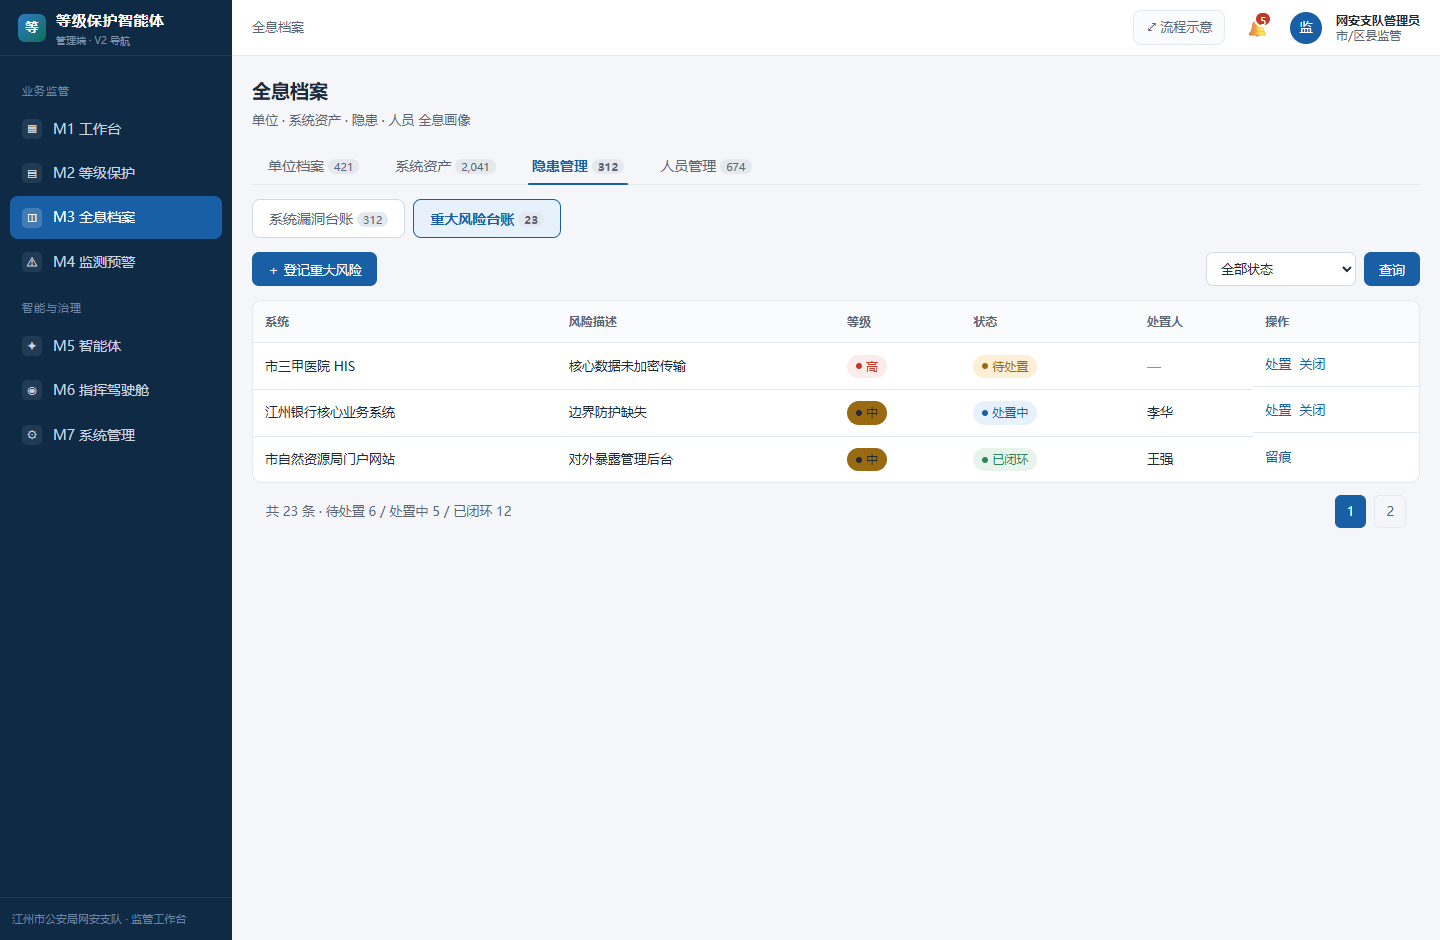 等 等级保护智能体
管理端 · V2 导航
业务监管
M1 工作台
M2 等级保护
M3 全息档案
M4 监测预警
智能与治理
M5 智能体
M6 指挥驾驶舱
M7 系统管理
江州市公安局网安支队 · 监管工作台
全息档案
⤢ 流程示意
5
监
网安支队管理员
市/区县监管
全息档案
单位 · 系统资产 · 隐患 · 人员 全息画像
单位档案 421 系统资产 2,041 隐患管理 312 人员管理 674
系统漏洞台账 312 重大风险台账 23
+ 登记重大风险 全部状态 查询
系统 风险描述 等级 状态 处置人 操作
市三甲医院 HIS 核心数据未加密传输 高 待处置 — 处置 关闭
江州银行核心业务系统 边界防护缺失 中 处置中 李华 处置 关闭
市自然资源局门户网站 对外暴露管理后台 中 已闭环 王强 留痕
共 23 条 · 待处置 6 / 处置中 5 / 已闭环 12 1 2